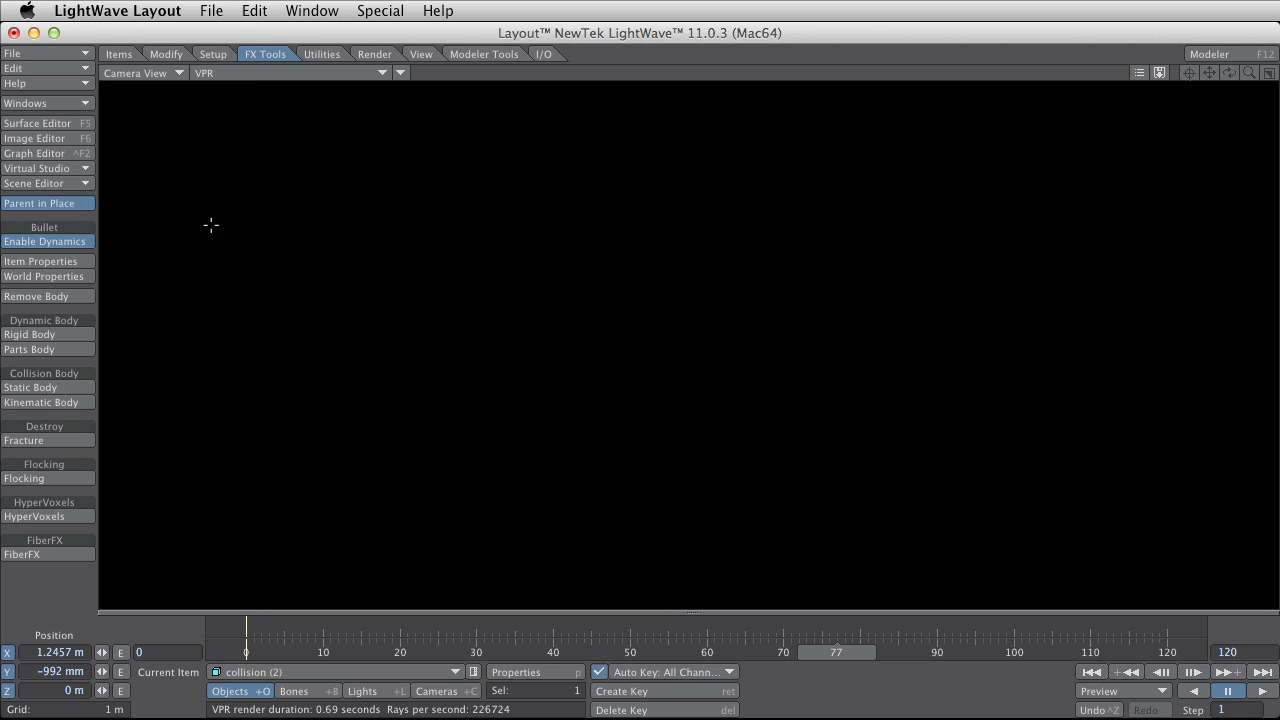 LightWave Layout File Edit Window Special Help
Layout™ NewTek LightWave™ 11.0.3 (Mac64)
File Items Modify Setup FX Tools Utilities Render View Modeler Tools I/O Modeler F12
Edit
Camera View VPR
Help
Windows
Surface Editor F5
Image Editor F6
Graph Editor ^F2
Virtual Studio
Scene Editor
Parent in Place
Bullet
Enable Dynamics
Item Properties
World Properties
Remove Body
Dynamic Body
Rigid Body
Parts Body
Collision Body
Static Body
Kinematic Body
Destroy
Fracture
Flocking
Flocking
HyperVoxels
HyperVoxels
FiberFX
FiberFX
Position
X 1.2457 m E 0 0 10 20 30 40 50 60 70 77 80 90 100 110 120 120
Y -992 mm E Current Item collision (2) Properties p Auto Key: All Chann...
Z 0 m E Objects +O Bones +B Lights +L Cameras +C Sel: 1 Create Key ret Preview
Grid: 1 m VPR render duration: 0.69 seconds Rays per second: 226724 Delete Key del Undo ^Z Redo Step 1